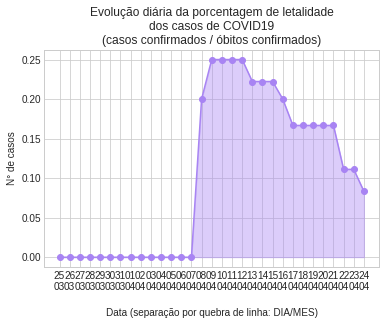 Evolução diária da porcentagem de letalidade
dos casos de COVID19
(casos confirmados / óbitos confirmados)
0.25
0.20
0.15
0.10
0.05
0.00
N° de casos
25 26 27 28 29 30 31 01 02 03 04 05 06 07 08 09 10 11 12 13 14 15 16 17 18 19 20 21 22 23 24
03 03 03 03 03 03 03 04 04 04 04 04 04 04 04 04 04 04 04 04 04 04 04 04 04 04 04 04 04 04 04
Data (separação por quebra de linha: DIA/MES)